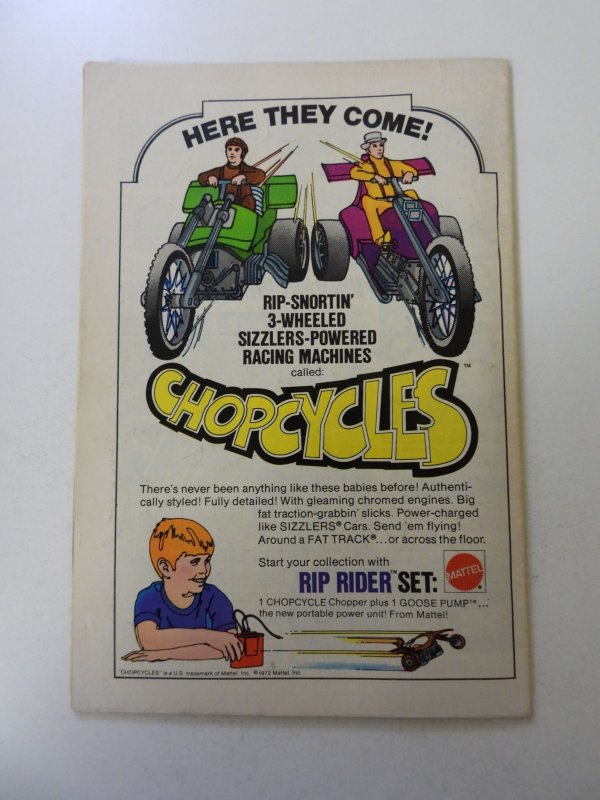 HERE THEY COME!
RIP-SNORTIN'
3-WHEELED
SIZZLERS-POWERED
RACING MACHINES
called:
CHOPCYCLES™
There's never been anything like these babies before! Authenti-
cally styled! Fully detailed! With gleaming chromed engines. Big
fat traction-grabbin' slicks. Power-charged
like SIZZLERS® Cars. Send 'em flying!
Around a FAT TRACK®...or across the floor.
Start your collection with
RIP RIDER™ SET:
MATTEL®
1 CHOPCYCLE Chopper plus 1 GOOSE PUMP™...
the new portable power unit! From Mattel!
"CHOPCYCLES" is a U.S. trademark of Mattel, Inc. ©1972 Mattel, Inc.